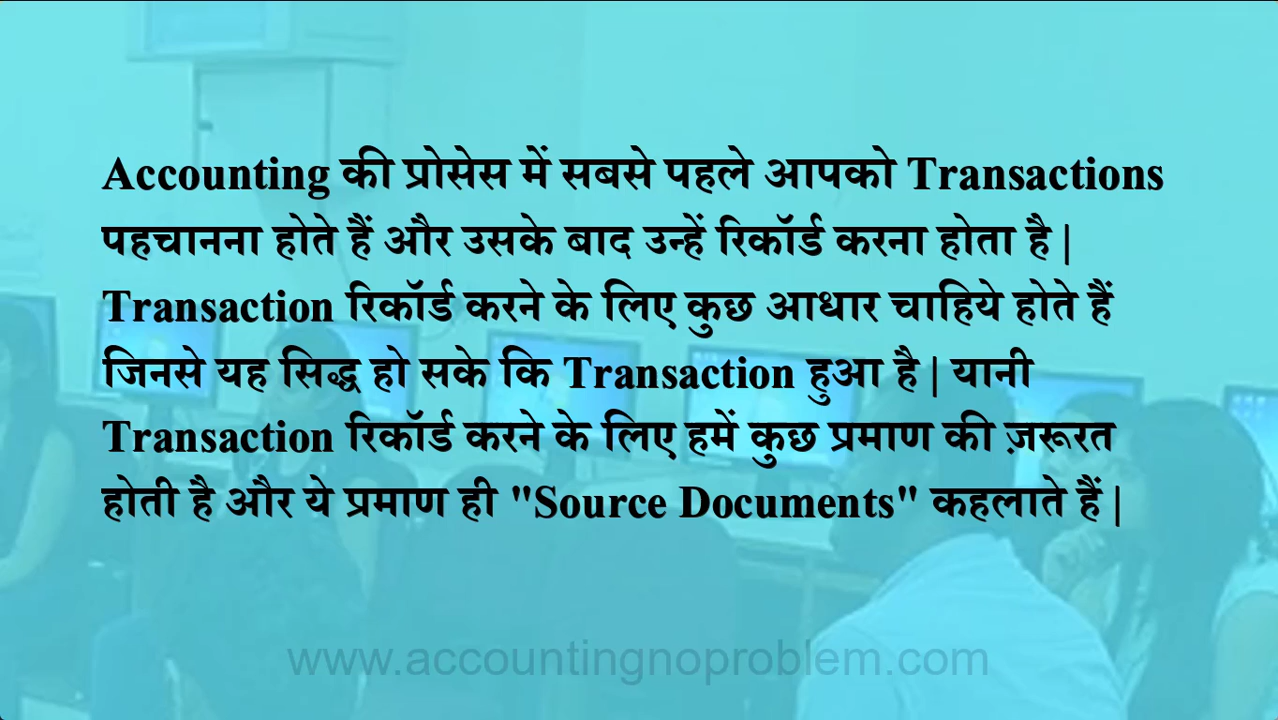 Accounting की प्रोसेस में सबसे पहले आपको Transactions
पहचानना होते हैं और उसके बाद उन्हें रिकॉर्ड करना होता है |
Transaction रिकॉर्ड करने के लिए कुछ आधार चाहिये होते हैं
जिनसे यह सिद्ध हो सके कि Transaction हुआ है | यानी
Transaction रिकॉर्ड करने के लिए हमें कुछ प्रमाण की ज़रूरत
होती है और ये प्रमाण ही "Source Documents" कहलाते हैं |
www.accountingnoproblem.com